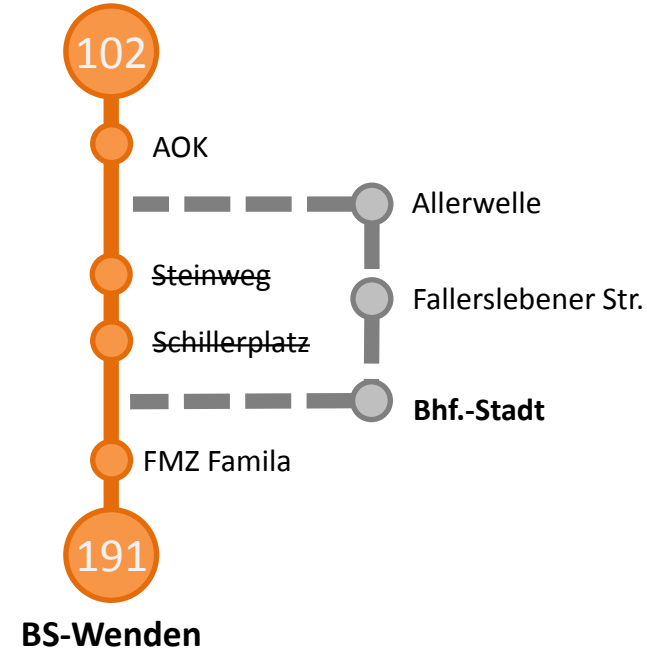 102
AOK
Allerwelle
Steinweg
Fallerslebener Str.
Schillerplatz
Bhf.-Stadt
FMZ Famila
191
BS-Wenden